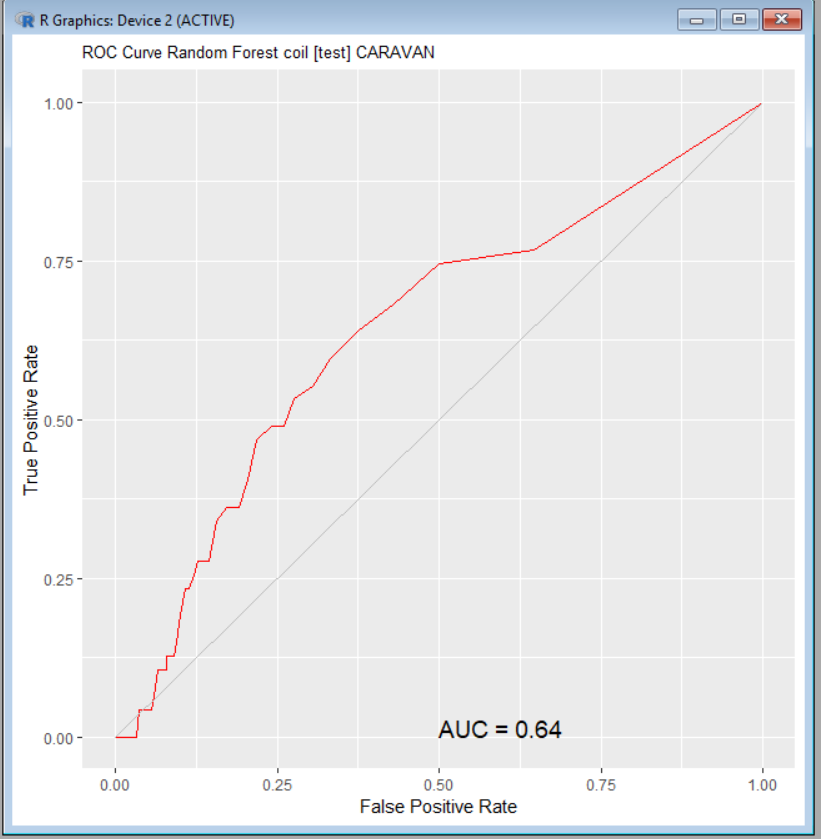 R Graphics: Device 2 (ACTIVE)
ROC Curve Random Forest coil [test] CARAVAN
1.00
0.75
0.50
0.25
0.00
True Positive Rate
AUC = 0.64
0.00 0.25 0.50 0.75 1.00
False Positive Rate